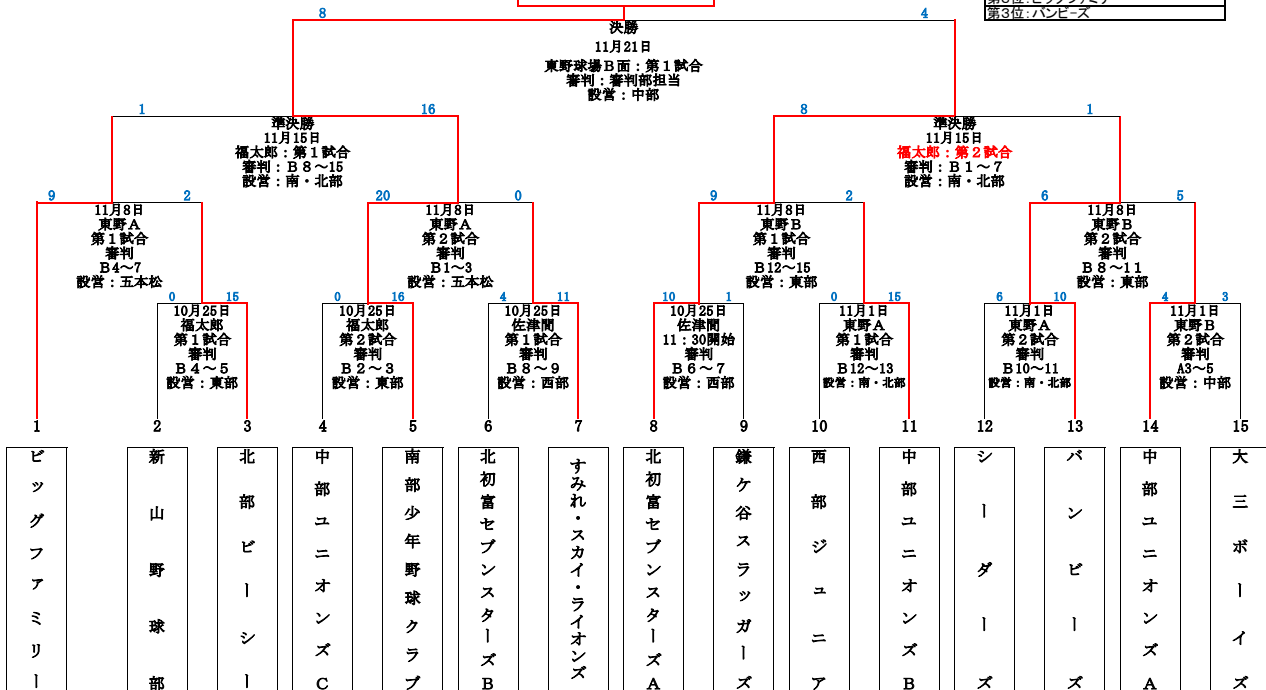 第3位：バンビーズ
8
4
決勝
11月21日
東野球場Ｂ面：第１試合
審判：審判部担当
設営：中部
1
16
8
1
準決勝
11月15日
福太郎：第１試合
審判：Ｂ８～15
設営：南・北部
準決勝
11月15日
福太郎：第２試合
審判：Ｂ１～７
設営：南・北部
9
2
20
0
9
2
6
5
11月8日
東野Ａ
第１試合
審判
Ｂ4～7
設営：五本松
11月8日
東野Ａ
第２試合
審判
Ｂ1～3
設営：五本松
11月8日
東野Ｂ
第１試合
審判
Ｂ12～15
設営：東部
11月8日
東野Ｂ
第２試合
審判
Ｂ８～11
設営：東部
0
15
0
16
4
11
10
1
0
15
6
10
4
3
10月25日
福太郎
第１試合
審判
Ｂ４～５
設営：東部
10月25日
福太郎
第２試合
審判
Ｂ２～３
設営：東部
10月25日
佐津間
第１試合
審判
Ｂ８～９
設営：西部
10月25日
佐津間
11：30開始
審判
Ｂ６～７
設営：西部
11月1日
東野Ａ
第１試合
審判
Ｂ12～13
設営：南・北部
11月1日
東野Ａ
第２試合
審判
Ｂ10～11
設営：南・北部
11月1日
東野Ｂ
第２試合
審判
A3～5
設営：中部
1
2
3
4
5
6
7
8
9
10
11
12
13
14
15
ビッグファミリー
新山野球部
北部ビーシー
中部ユニオンズＣ
南部少年野球クラブ
北初富セブンスターズＢ
すみれ・スカイ・ライオンズ
北初富セブンスターズＡ
鎌ケ谷スラッガーズ
西部ジュニア
中部ユニオンズＢ
シーダーズ
バンビーズ
中部ユニオンズＡ
大三ボーイズ